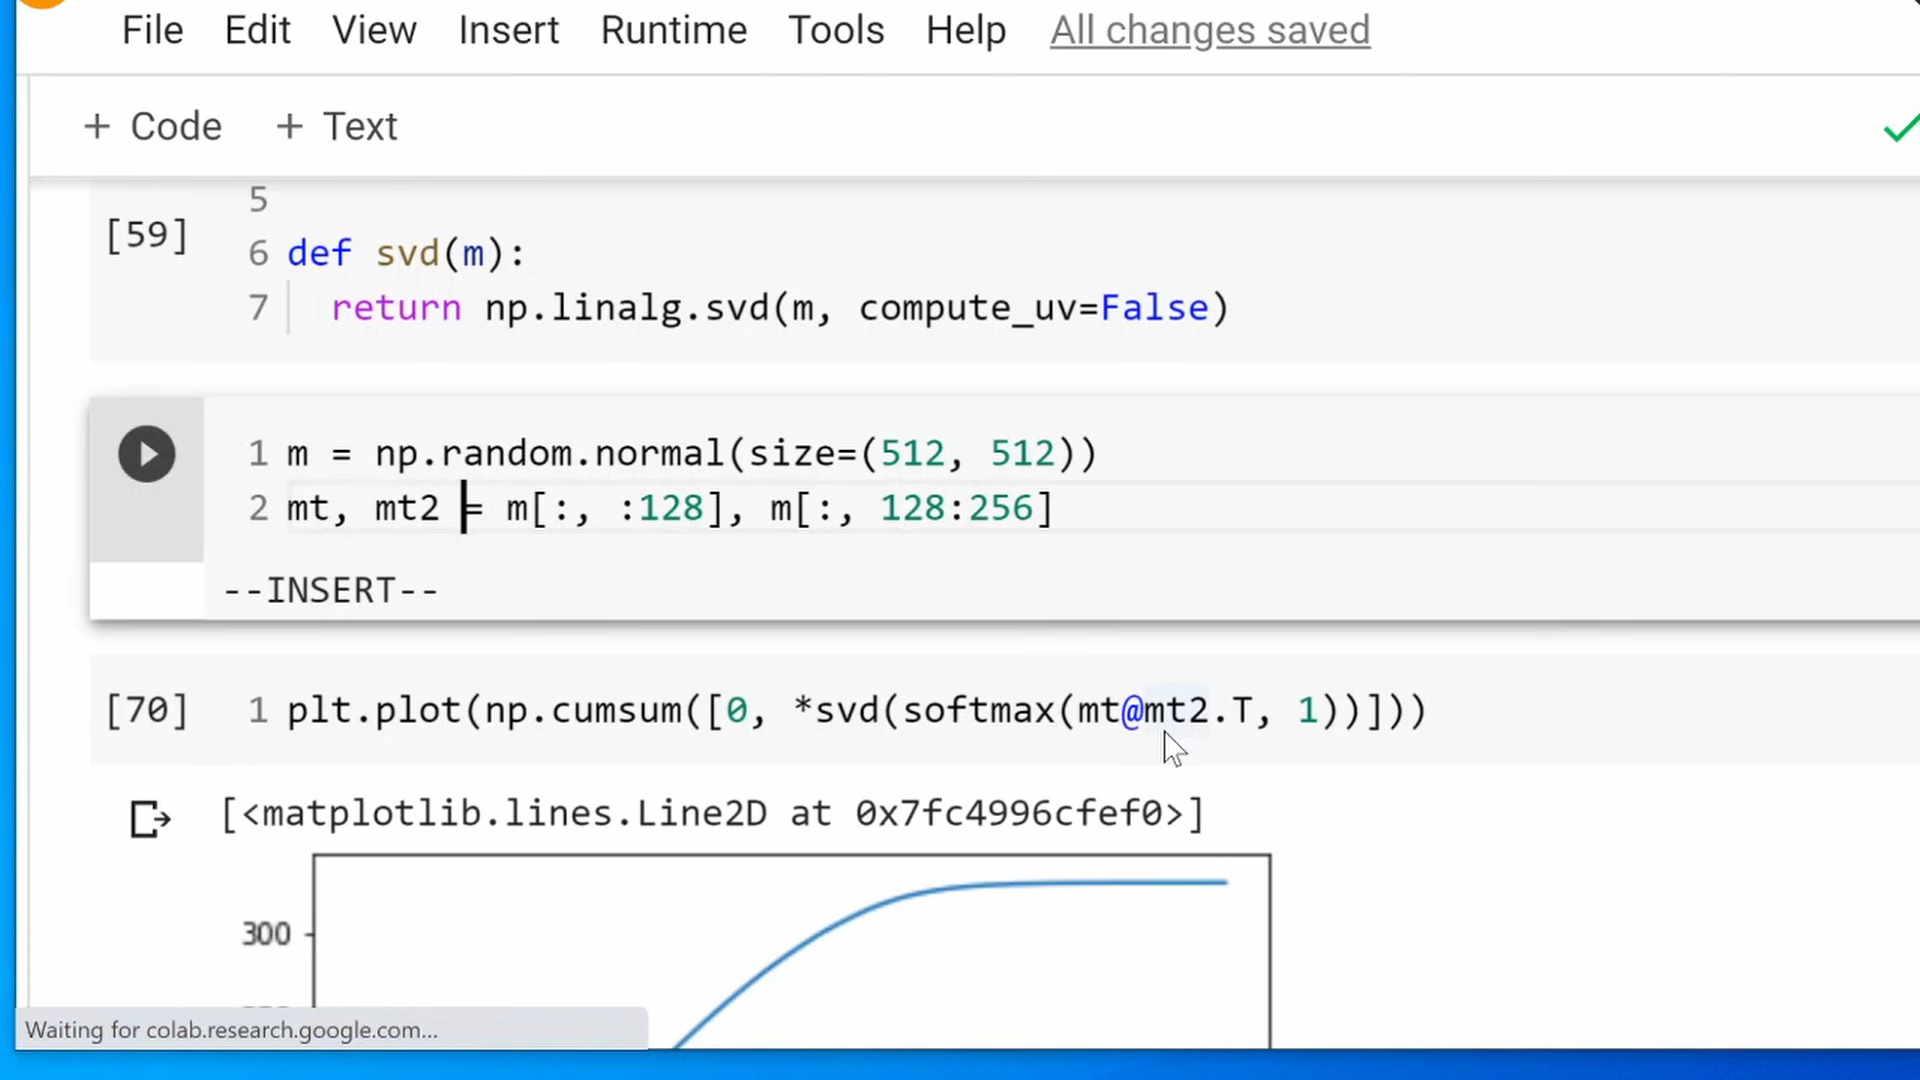 File Edit View Insert Runtime Tools Help All changes saved
+ Code + Text
5
[59]
6 def svd(m):
7 return np.linalg.svd(m, compute_uv=False)
1 m = np.random.normal(size=(512, 512))
2 mt, mt2 = m[:, :128], m[:, 128:256]
--INSERT--
[70] 1 plt.plot(np.cumsum([0, *svd(softmax(mt@mt2.T, 1))]))
[<matplotlib.lines.Line2D at 0x7fc4996cfef0>]
300
Waiting for colab.research.google.com...